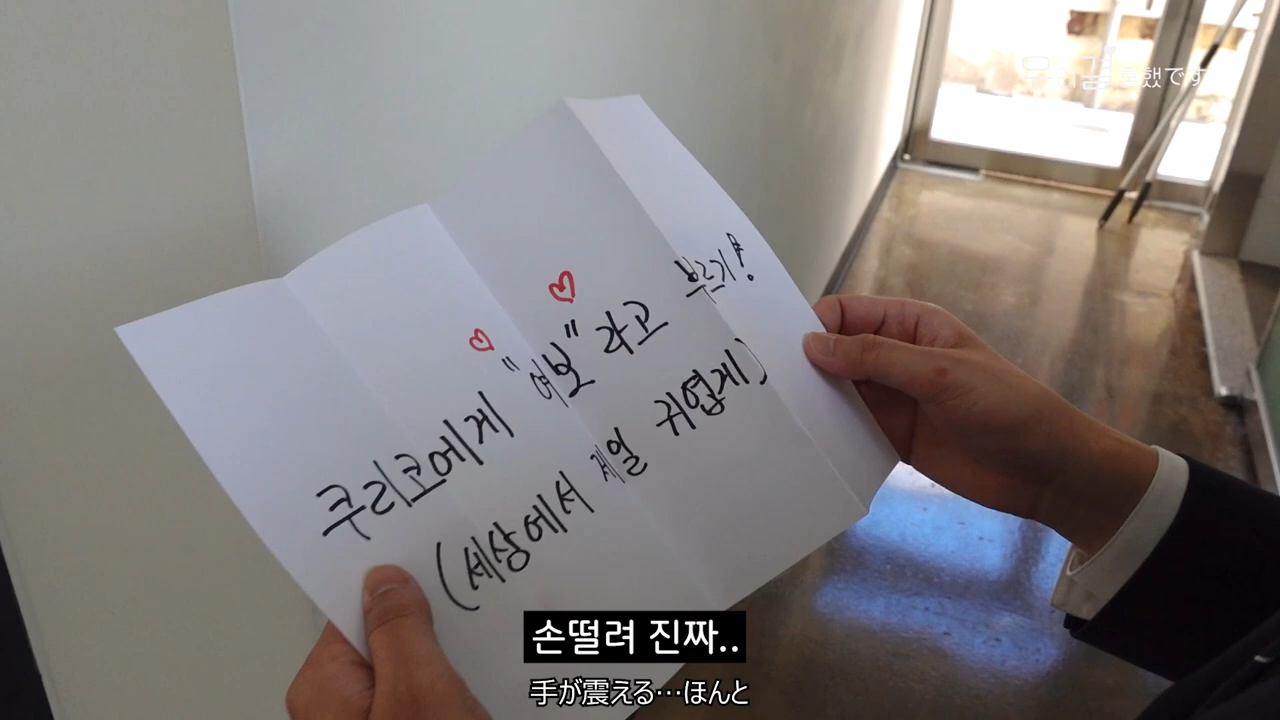 쿠리코에게 "여보" 라고 부르기!
(세상에서 제일 귀엽게)
손떨려 진짜..
手が震える…ほんと